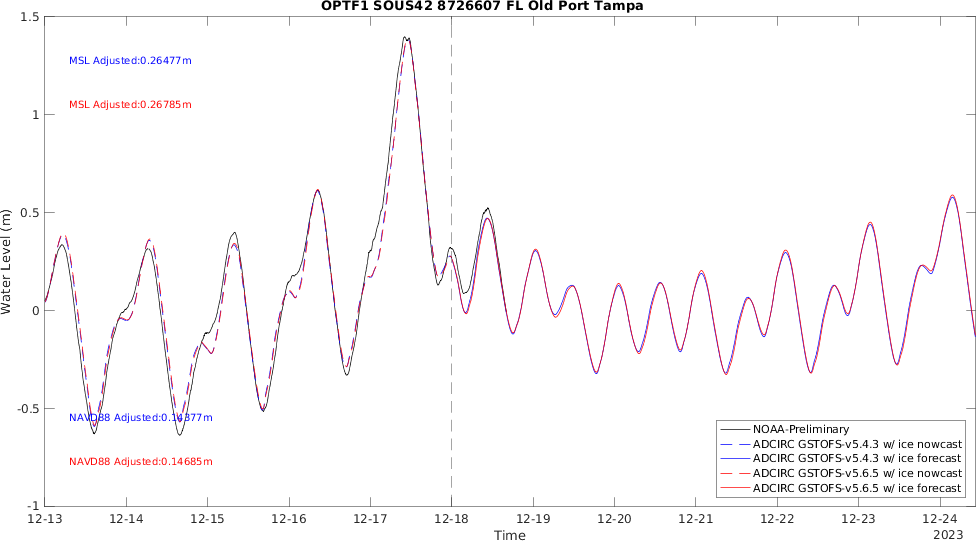 OPTF1 SOUS42 8726607 FL Old Port Tampa
1.5
1
0.5
0
-0.5
-1
Water Level (m)
MSL Adjusted:0.26477m
MSL Adjusted:0.26785m
NAVD88 Adjusted:0.14377m
NAVD88 Adjusted:0.14685m
NOAA-Preliminary
ADCIRC GSTOFS-v5.4.3 w/ ice nowcast
ADCIRC GSTOFS-v5.4.3 w/ ice forecast
ADCIRC GSTOFS-v5.6.5 w/ ice nowcast
ADCIRC GSTOFS-v5.6.5 w/ ice forecast
12-13 12-14 12-15 12-16 12-17 12-18 12-19 12-20 12-21 12-22 12-23 12-24
Time
2023